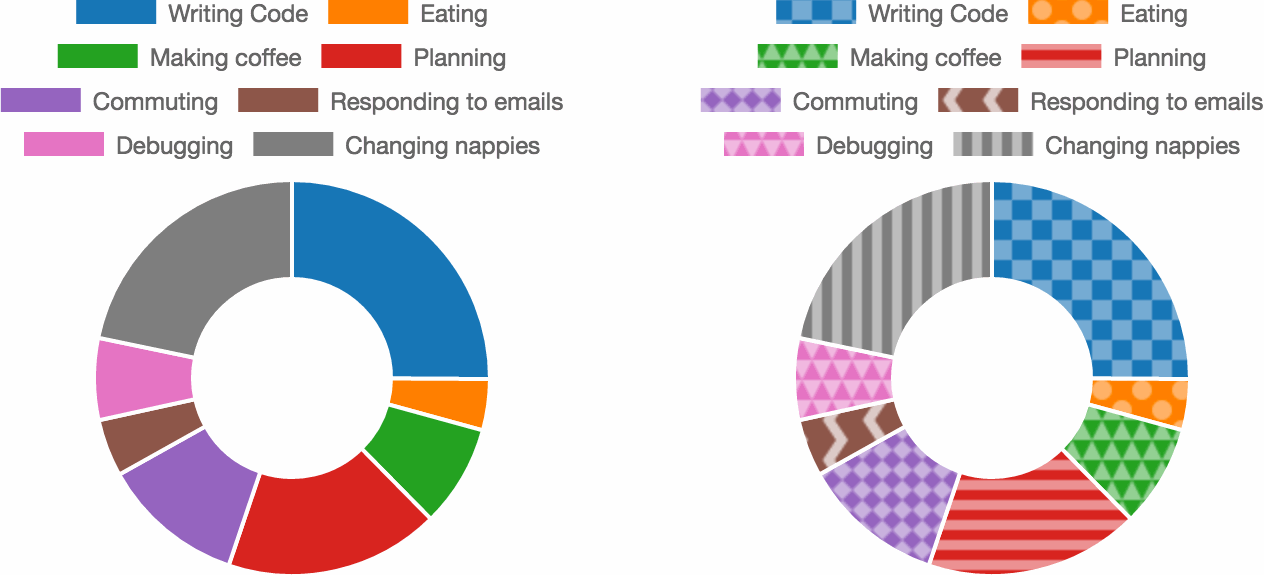 Writing Code Eating
Making coffee Planning
Commuting Responding to emails
Debugging Changing nappies
Writing Code Eating
Making coffee Planning
Commuting Responding to emails
Debugging Changing nappies